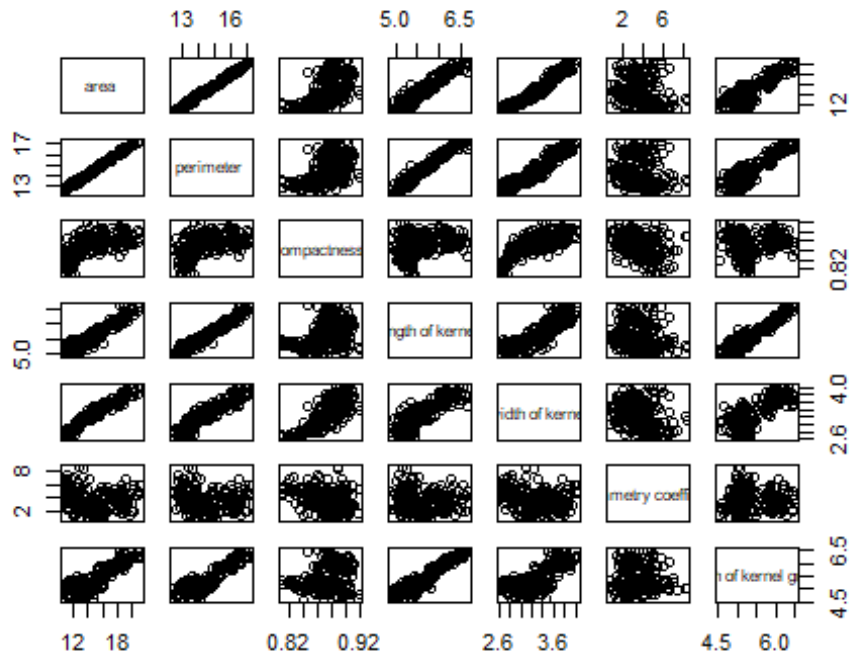 13 16 5.0 6.5 2 6
area
12
17
13
perimeter
ompactness
0.82
5.0
ngth of kerne
vidth of kerne
4.0
2.6
8
2
metry coeffi
n of kernel gr
6.5
4.5
12 18 0.82 0.92 2.6 3.6 4.5 6.0